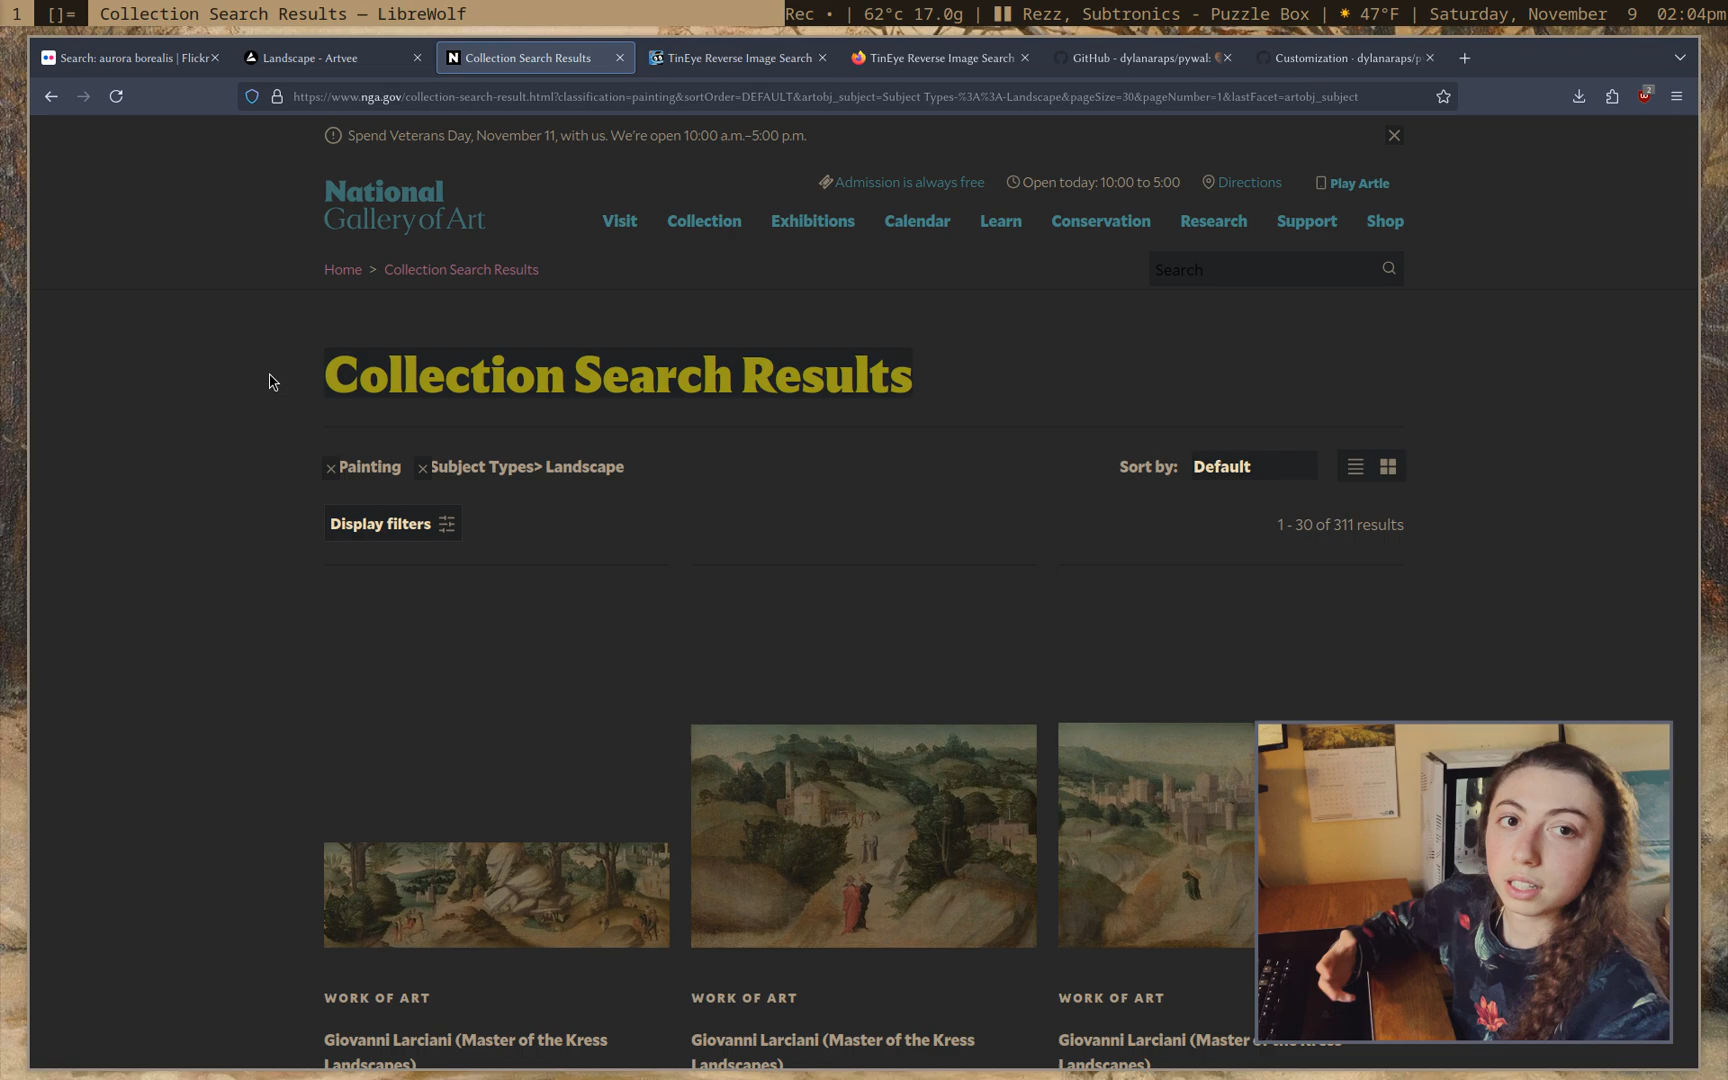 1 []= Collection Search Results — LibreWolf Rec • | 62°c 17.0g | Rezz, Subtronics - Puzzle Box | 47°F | Saturday, November 9 02:04pm
Search: aurora borealis | Flickr Landscape - Artvee Collection Search Results TinEye Reverse Image Search TinEye Reverse Image Search GitHub - dylanaraps/pywal: Customization · dylanaraps/p
https://www.nga.gov/collection-search-result.html?classification=painting&sortOrder=DEFAULT&artobj_subject=Subject Types-%3A%3A-Landscape&pageSize=30&pageNumber=1&lastFacet=artobj_subject 2
Spend Veterans Day, November 11, with us. We're open 10:00 a.m.–5:00 p.m.
Admission is always free Open today: 10:00 to 5:00 Directions Play Artle
National
Gallery of Art
Visit Collection Exhibitions Calendar Learn Conservation Research Support Shop
Home > Collection Search Results Search
Collection Search Results
Painting Subject Types> Landscape Sort by: Default
Display filters 1 - 30 of 311 results
WORK OF ART WORK OF ART WORK OF ART
Giovanni Larciani (Master of the Kress Giovanni Larciani (Master of the Kress Giovanni Larciani (Master of the Kress
Landscapes) Landscapes) Landscapes)